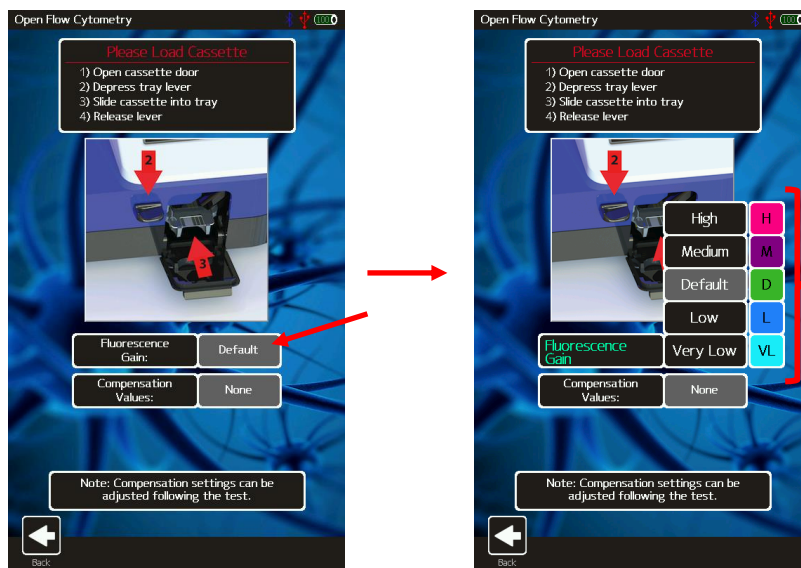 Open Flow Cytometry
100
Please Load Cassette
1) Open cassette door
2) Depress tray lever
3) Slide cassette into tray
4) Release lever
2
3
Fluorescence
Gain:
Default
Compensation
Values:
None
Note: Compensation settings can be
adjusted following the test.
Back
Open Flow Cytometry
100
Please Load Cassette
1) Open cassette door
2) Depress tray lever
3) Slide cassette into tray
4) Release lever
2
High H
Medium M
Default D
Low L
Very Low VL
Fluorescence
Gain
Compensation
Values:
None
Note: Compensation settings can be
adjusted following the test.
Back